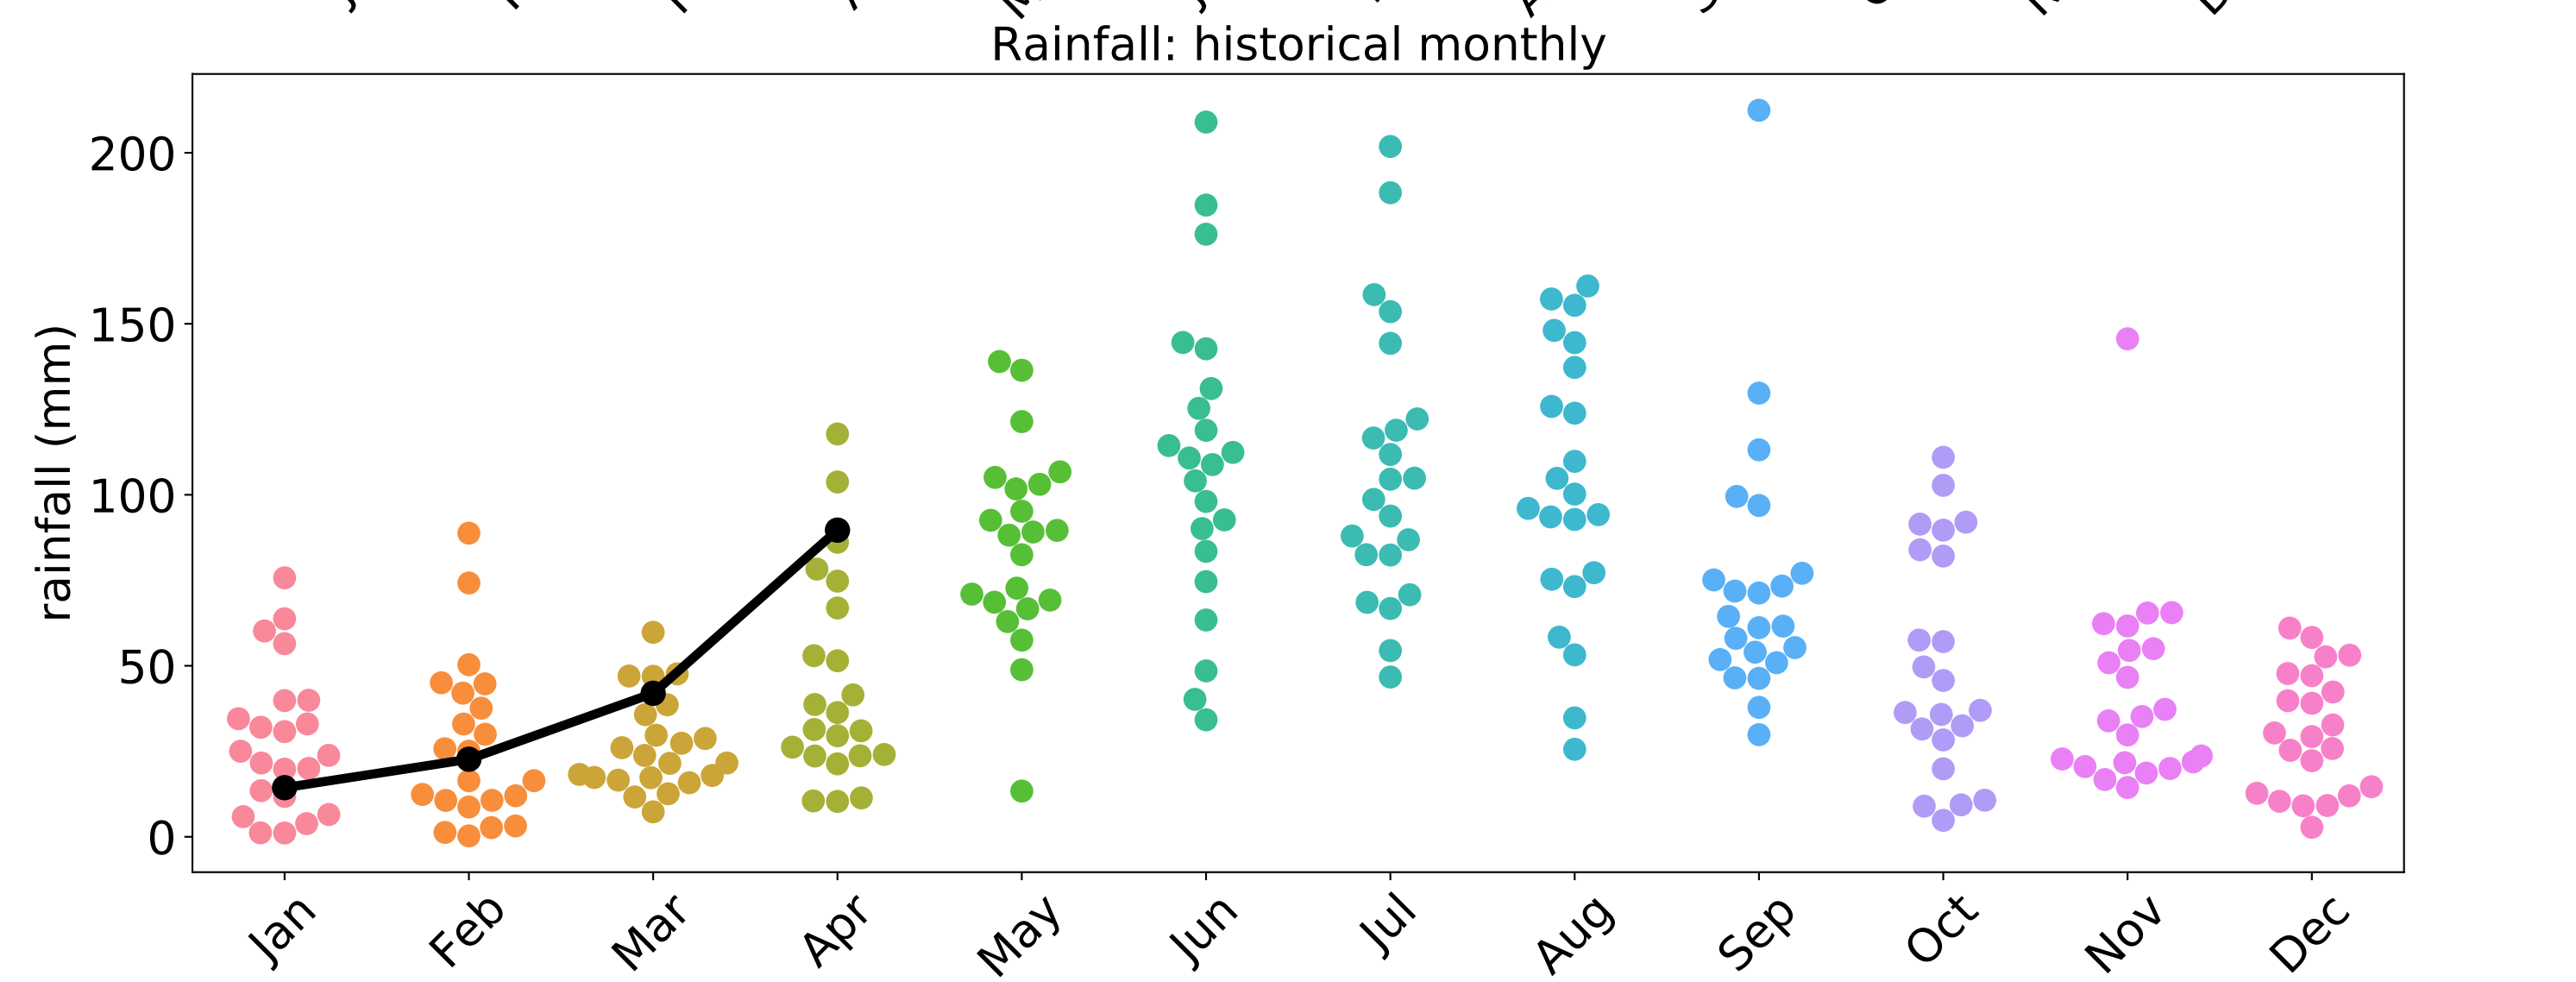 Rainfall: historical monthly
rainfall (mm)
200
150
100
50
0
Jan
Feb
Mar
Apr
May
Jun
Jul
Aug
Sep
Oct
Nov
Dec